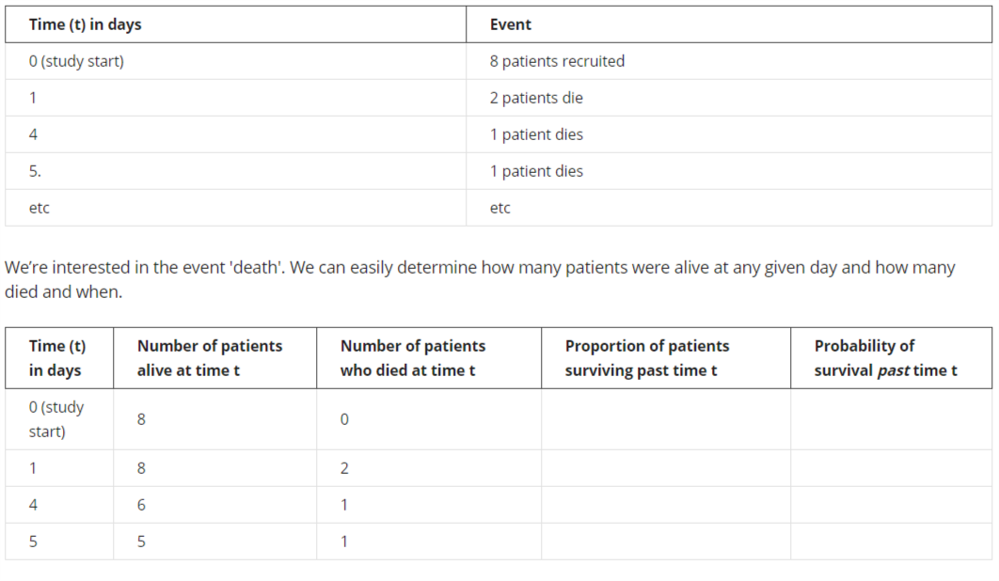 Time (t) in days Event
0 (study start) 8 patients recruited
1 2 patients die
4 1 patient dies
5. 1 patient dies
etc etc
We’re interested in the event 'death'. We can easily determine how many patients were alive at any given day and how many
died and when.
Time (t) Number of patients Number of patients Proportion of patients Probability of
in days alive at time t who died at time t surviving past time t survival past time t
0 (study
start) 8 0
1 8 2
4 6 1
5 5 1